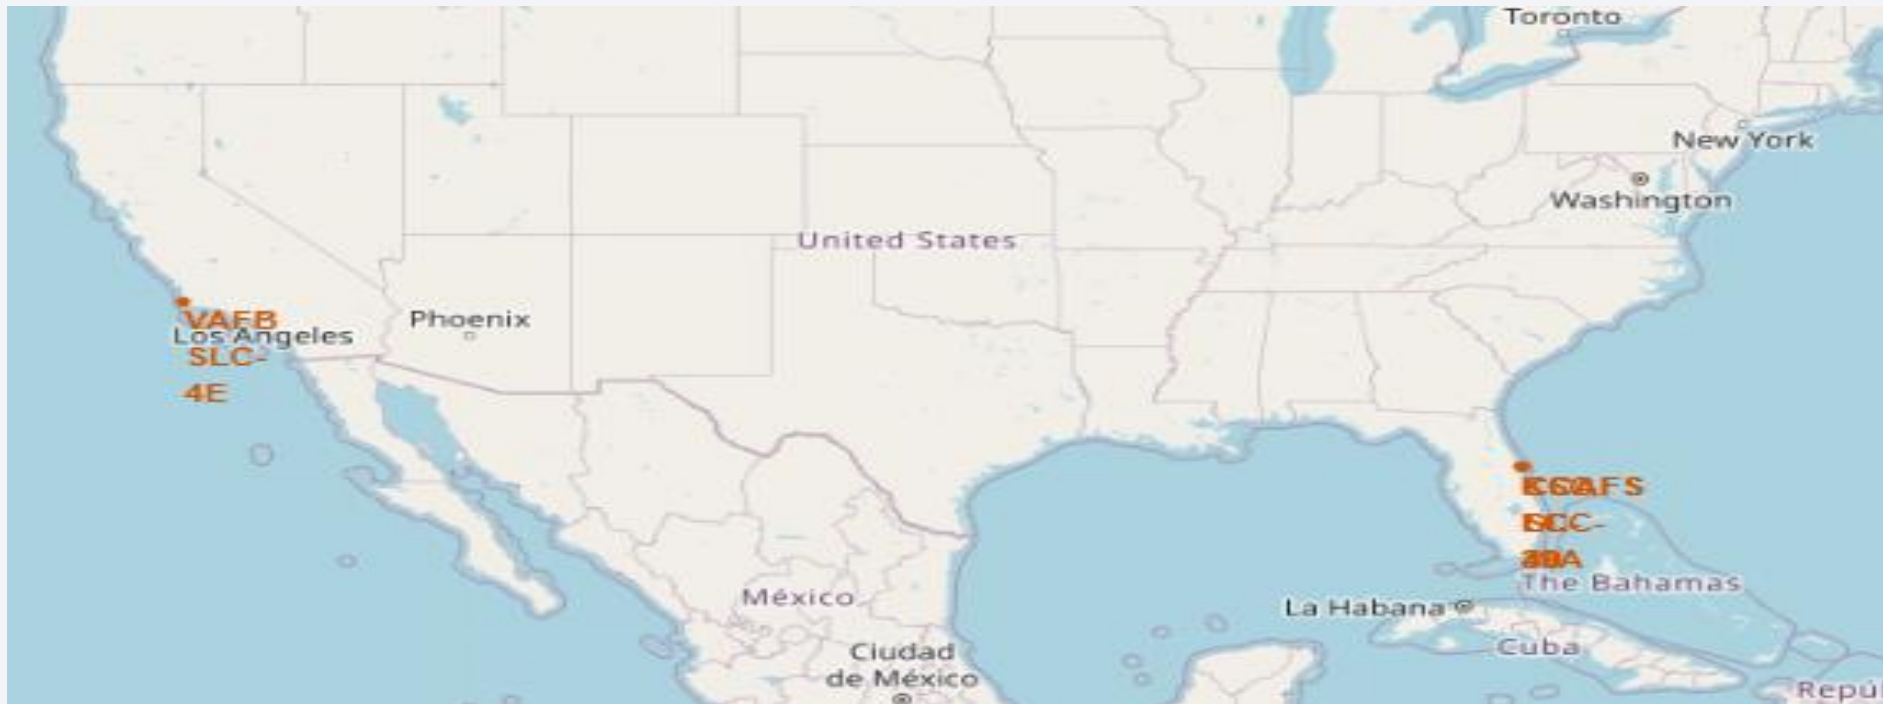 Toronto
New York
Washington
United States
VAFB
Los Angeles
SLC-
4E
Phoenix
México
The Bahamas
La Habana
Cuba
Ciudad
de México